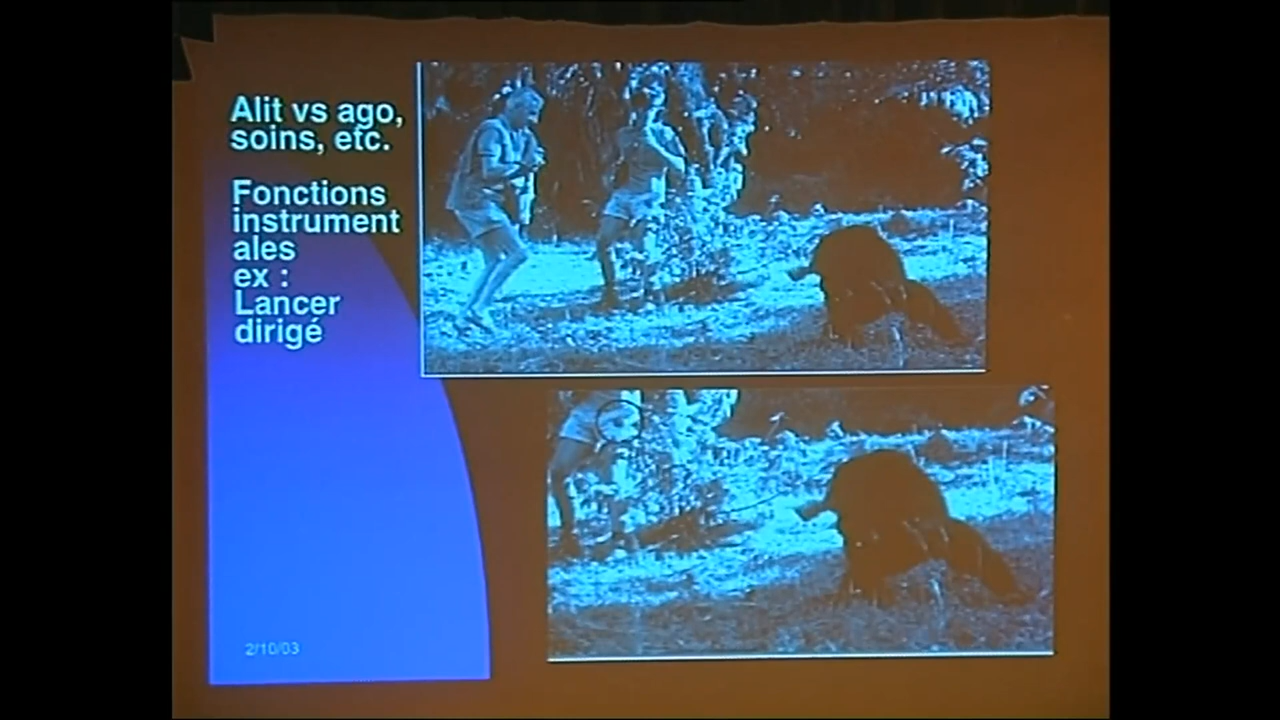 Alit vs ago,
soins, etc.
Fonctions
instrument
ales
ex :
Lancer
dirigé
2/10/03